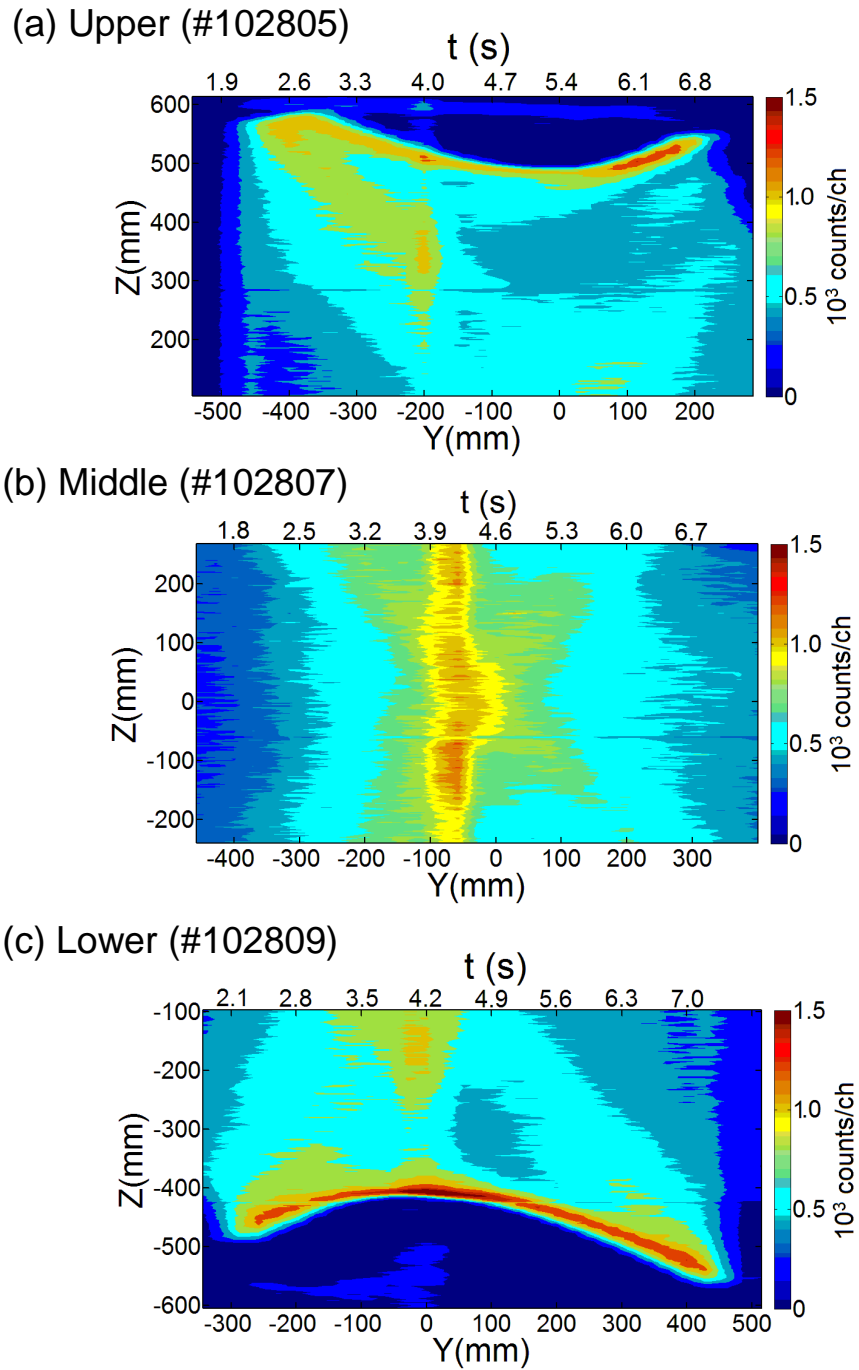 (a) Upper (#102805)
t (s)
1.9 2.6 3.3 4.0 4.7 5.4 6.1 6.8
600
500
400
300
200
Z(mm)
-500 -400 -300 -200 -100 0 100 200
Y(mm)
1.5
1.0
0.5
0
10³ counts/ch
(b) Middle (#102807)
t (s)
1.8 2.5 3.2 3.9 4.6 5.3 6.0 6.7
200
100
0
-100
-200
Z(mm)
-400 -300 -200 -100 0 100 200 300
Y(mm)
1.5
1.0
0.5
0
10³ counts/ch
(c) Lower (#102809)
t (s)
2.1 2.8 3.5 4.2 4.9 5.6 6.3 7.0
-100
-200
-300
-400
-500
-600
Z(mm)
-300 -200 -100 0 100 200 300 400 500
Y(mm)
1.5
1.0
0.5
0
10³ counts/ch